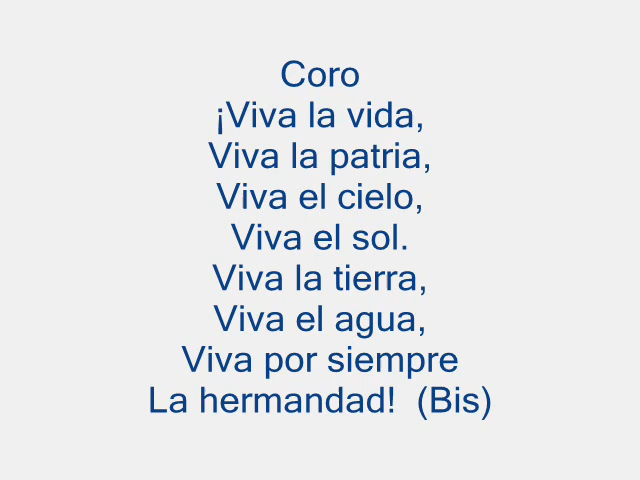 Coro
¡Viva la vida,
Viva la patria,
Viva el cielo,
Viva el sol.
Viva la tierra,
Viva el agua,
Viva por siempre
La hermandad!  (Bis)